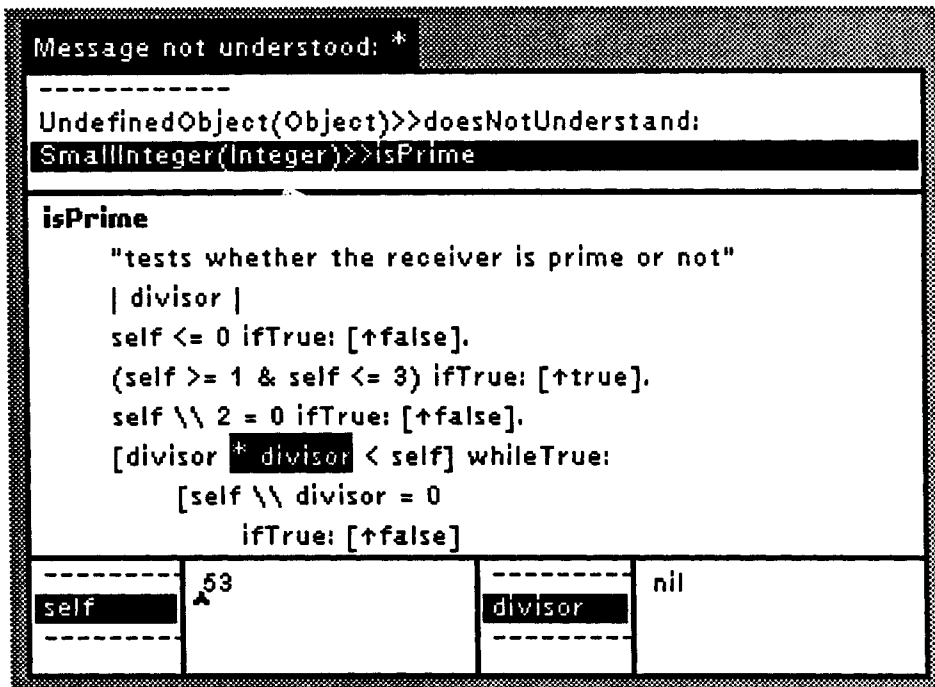 Message not understood: *
-------------
UndefinedObject(Object)>>doesNotUnderstand:
SmallInteger(Integer)>>isPrime
isPrime
"tests whether the receiver is prime or not"
| divisor |
self <= 0 ifTrue: [↑false].
(self >= 1 & self <= 3) ifTrue: [↑true].
self \\ 2 = 0 ifTrue: [↑false].
[divisor * divisor < self] whileTrue:
[self \\ divisor = 0
ifTrue: [↑false]
---------
self
---------
53
---------
divisor
---------
nil